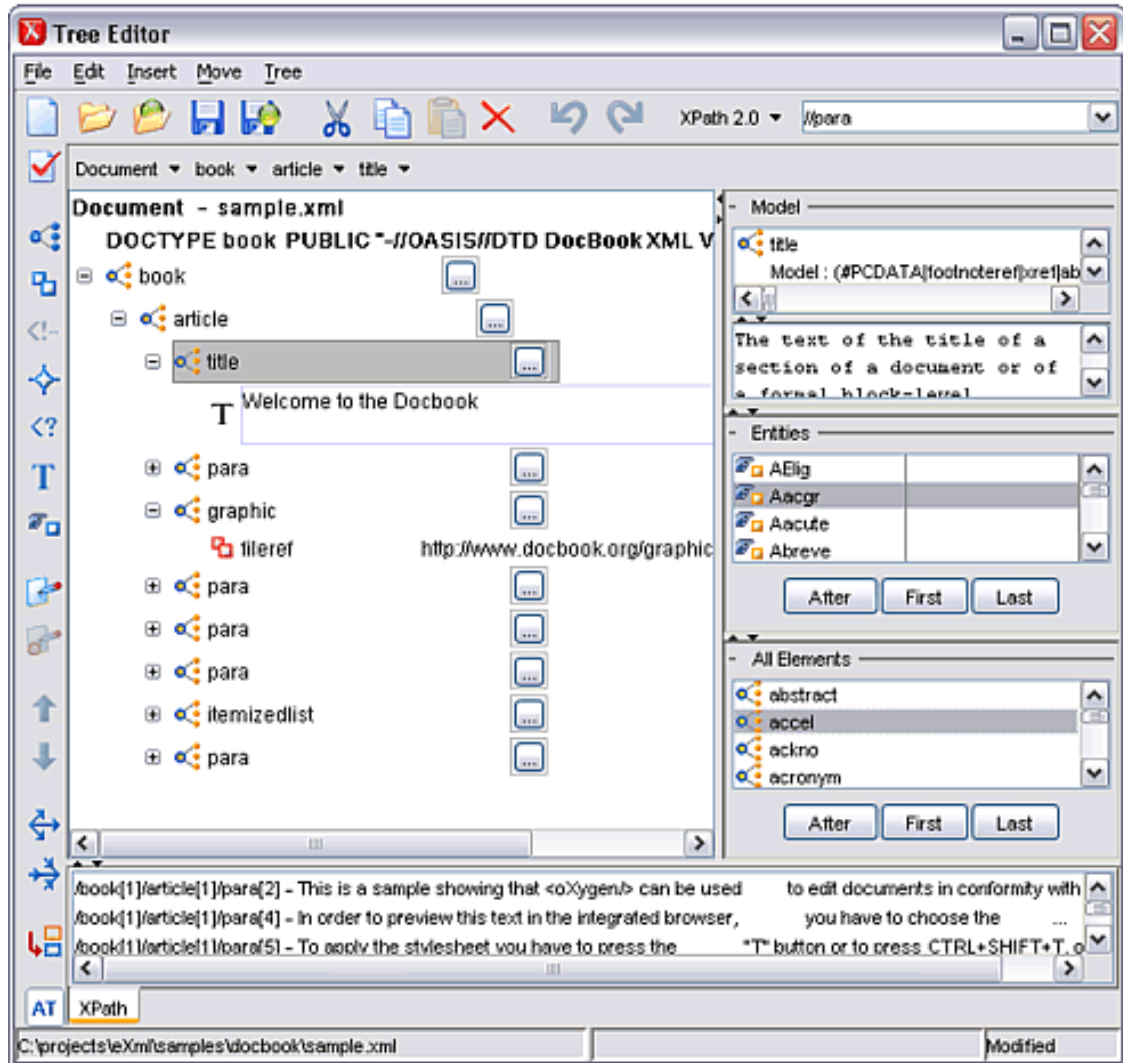 Tree Editor
File Edit Insert Move Tree
XPath 2.0 //para
Document book article title
Document - sample.xml
DOCTYPE book PUBLIC "-//OASIS//DTD DocBook XML V
book
article
title
T Welcome to the Docbook
para
graphic
fileref http://www.docbook.org/graphic
para
para
para
itemizedlist
para
Model
title
Model : (#PCDATA|footnoteref|xref|ab
The text of the title of a
section of a document or of
a formal block-level
Entities
AElig
Aacgr
Aacute
Abreve
After First Last
All Elements
abstract
accel
ackno
acronym
After First Last
/book[1]/article[1]/para[2] - This is a sample showing that <oXygen/> can be used to edit documents in conformity with
/book[1]/article[1]/para[4] - In order to preview this text in the integrated browser, you have to choose the ...
/book[1]/article[1]/para[5] - To apply the stylesheet you have to press the "T" button or to press CTRL+SHIFT+T, o
AT XPath
C:\projects\eXml\samples\docbook\sample.xml Modified